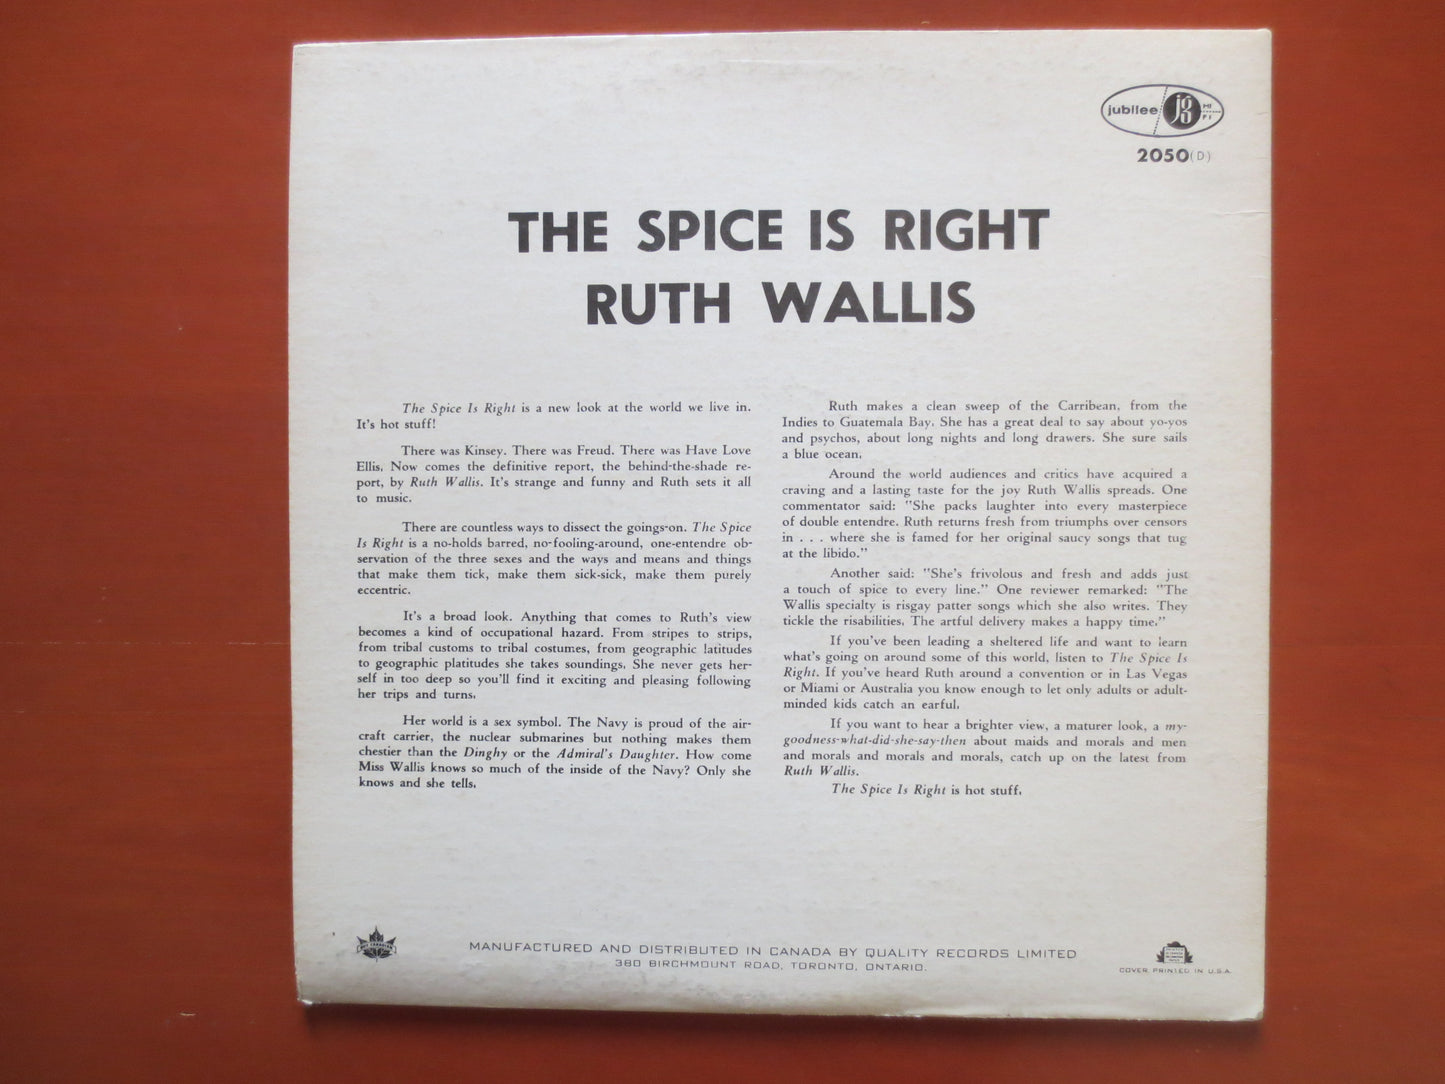 jubilee jg HI FI
2050 (D)
THE SPICE IS RIGHT
RUTH WALLIS
The Spice Is Right is a new look at the world we live in.
It's hot stuff!
There was Kinsey. There was Freud. There was Have Love
Ellis. Now comes the definitive report, the behind-the-shade re-
port, by Ruth Wallis. It's strange and funny and Ruth sets it all
to music.
There are countless ways to dissect the goings-on. The Spice
Is Right is a no-holds barred, no-fooling-around, one-entendre ob-
servation of the three sexes and the ways and means and things
that make them tick, make them sick-sick, make them purely
eccentric.
It's a broad look. Anything that comes to Ruth's view
becomes a kind of occupational hazard. From stripes to strips,
from tribal customs to tribal costumes, from geographic latitudes
to geographic platitudes she takes soundings. She never gets her-
self in too deep so you'll find it exciting and pleasing following
her trips and turns.
Her world is a sex symbol. The Navy is proud of the air-
craft carrier, the nuclear submarines but nothing makes them
chestier than the Dinghy or the Admiral's Daughter. How come
Miss Wallis knows so much of the inside of the Navy? Only she
knows and she tells.
Ruth makes a clean sweep of the Carribean, from the
Indies to Guatemala Bay. She has a great deal to say about yo-yos
and psychos, about long nights and long drawers. She sure sails
a blue ocean.
Around the world audiences and critics have acquired a
craving and a lasting taste for the joy Ruth Wallis spreads. One
commentator said: "She packs laughter into every masterpiece
of double entendre. Ruth returns fresh from triumphs over censors
in . . . where she is famed for her original saucy songs that tug
at the libido."
Another said: "She's frivolous and fresh and adds just
a touch of spice to every line." One reviewer remarked: "The
Wallis specialty is risgay patter songs which she also writes. They
tickle the risabilities. The artful delivery makes a happy time."
If you've been leading a sheltered life and want to learn
what's going on around some of this world, listen to The Spice Is
Right. If you've heard Ruth around a convention or in Las Vegas
or Miami or Australia you know enough to let only adults or adult-
minded kids catch an earful.
If you want to hear a brighter view, a maturer look, a my-
goodness-what-did-she-say-then about maids and morals and men
and morals and morals and morals, catch up on the latest from
Ruth Wallis.
The Spice Is Right is hot stuff.
MANUFACTURED AND DISTRIBUTED IN CANADA BY QUALITY RECORDS LIMITED
380 BIRCHMOUNT ROAD, TORONTO, ONTARIO.
COVER PRINTED IN U.S.A.